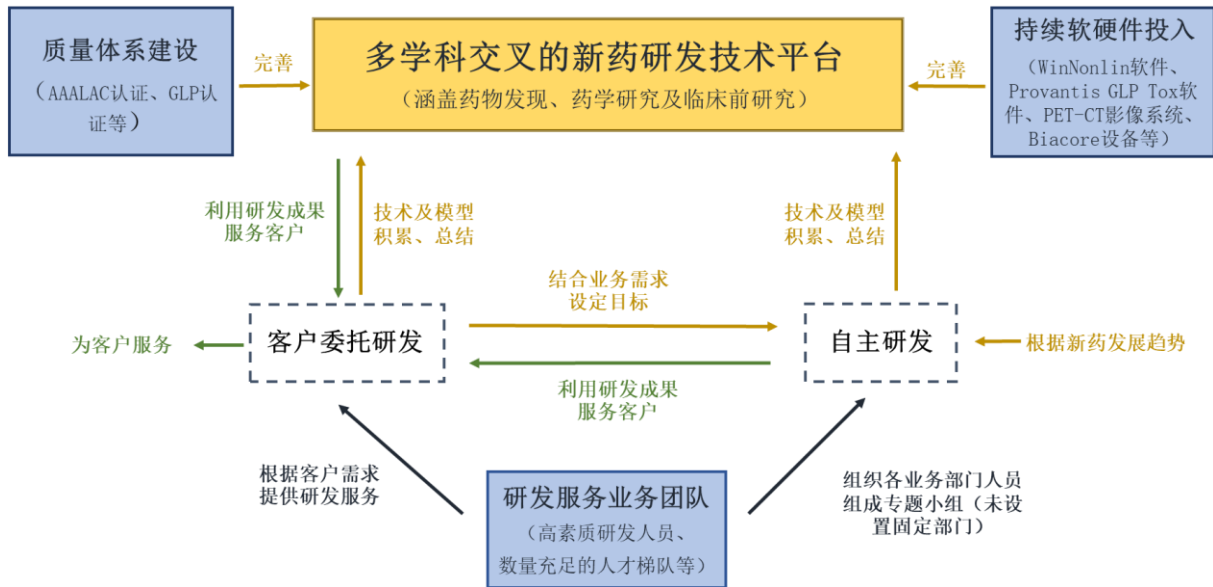 质量体系建设
（AAALAC认证、GLP认
证等）
完善
多学科交叉的新药研发技术平台
（涵盖药物发现、药学研究及临床前研究）
完善
持续软硬件投入
（WinNonlin软件、
Provantis GLP Tox软
件、PET-CT影像系统、
Biacore设备等）
利用研发成果
服务客户
技术及模型
积累、总结
技术及模型
积累、总结
结合业务需求
设定目标
为客户服务
客户委托研发
自主研发
根据新药发展趋势
利用研发成果
服务客户
根据客户需求
提供研发服务
研发服务业务团队
（高素质研发人员、
数量充足的人才梯队等）
组织各业务部门人员
组成专题小组（未设
置固定部门）